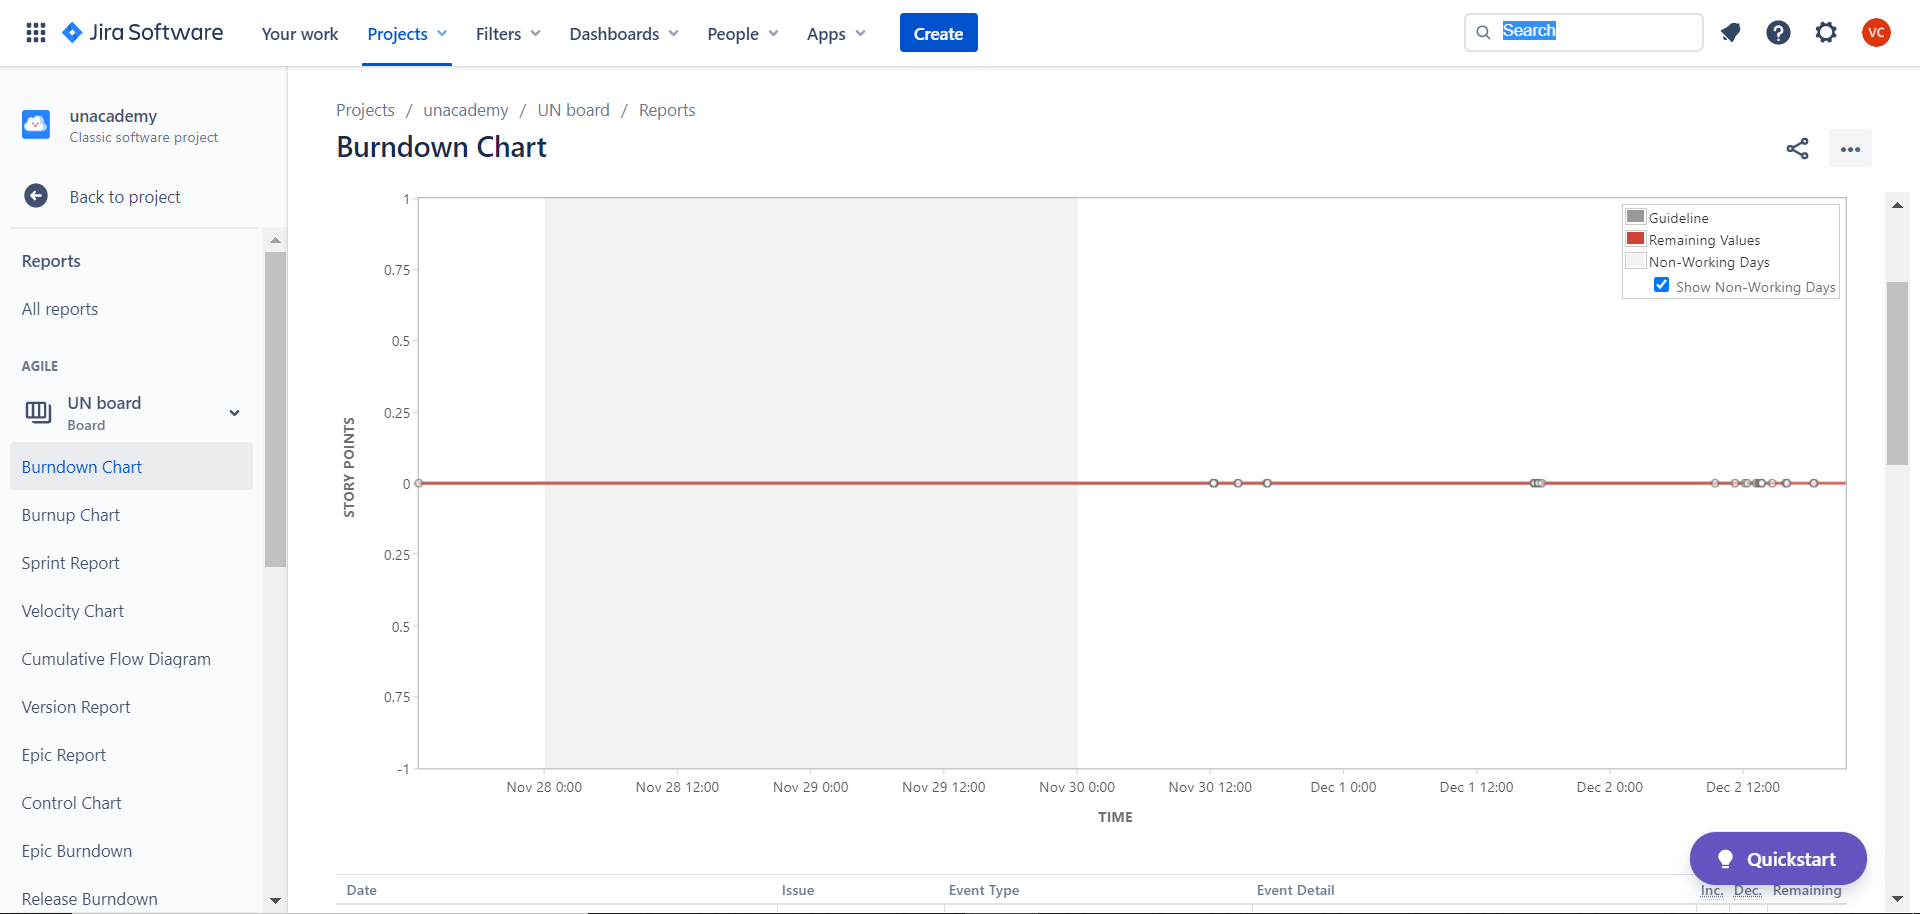 Jira Software
Your work
Projects
Filters
Dashboards
People
Apps
Create
Search
VC
unacademy
Classic software project
Back to project
Reports
All reports
AGILE
UN board
Board
Burndown Chart
Burnup Chart
Sprint Report
Velocity Chart
Cumulative Flow Diagram
Version Report
Epic Report
Control Chart
Epic Burndown
Release Burndown
Projects / unacademy / UN board / Reports
Burndown Chart
Guideline
Remaining Values
Non-Working Days
Show Non-Working Days
STORY POINTS
1
0.75
0.5
0.25
0
0.25
0.5
0.75
-1
Nov 28 0:00 Nov 28 12:00 Nov 29 0:00 Nov 29 12:00 Nov 30 0:00 Nov 30 12:00 Dec 1 0:00 Dec 1 12:00 Dec 2 0:00 Dec 2 12:00
TIME
Quickstart
Date Issue Event Type Event Detail Inc. Dec. Remaining